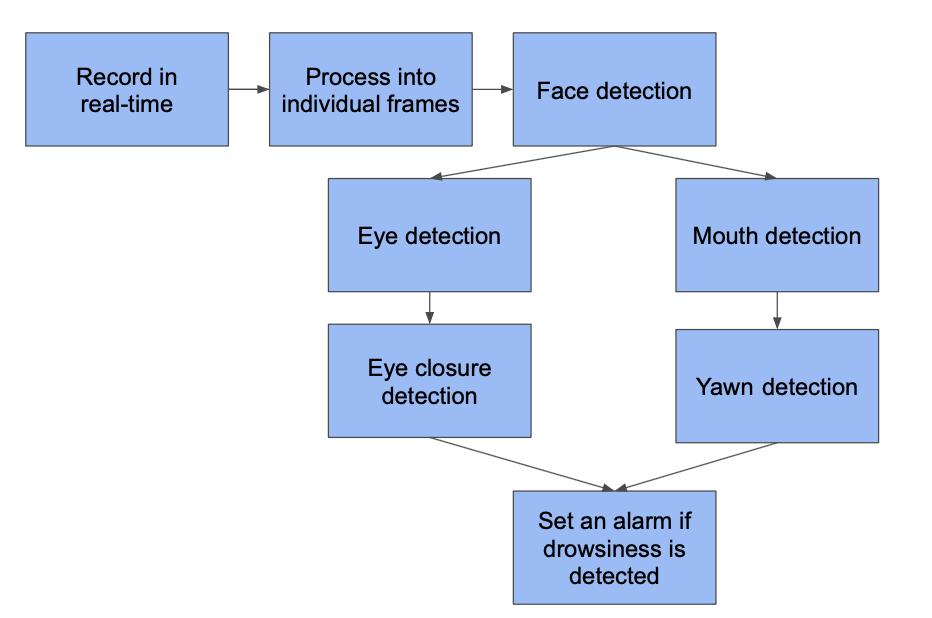 Record in
real-time
Process into
individual frames
Face detection
Eye detection
Mouth detection
Eye closure
detection
Yawn detection
Set an alarm if
drowsiness is
detected